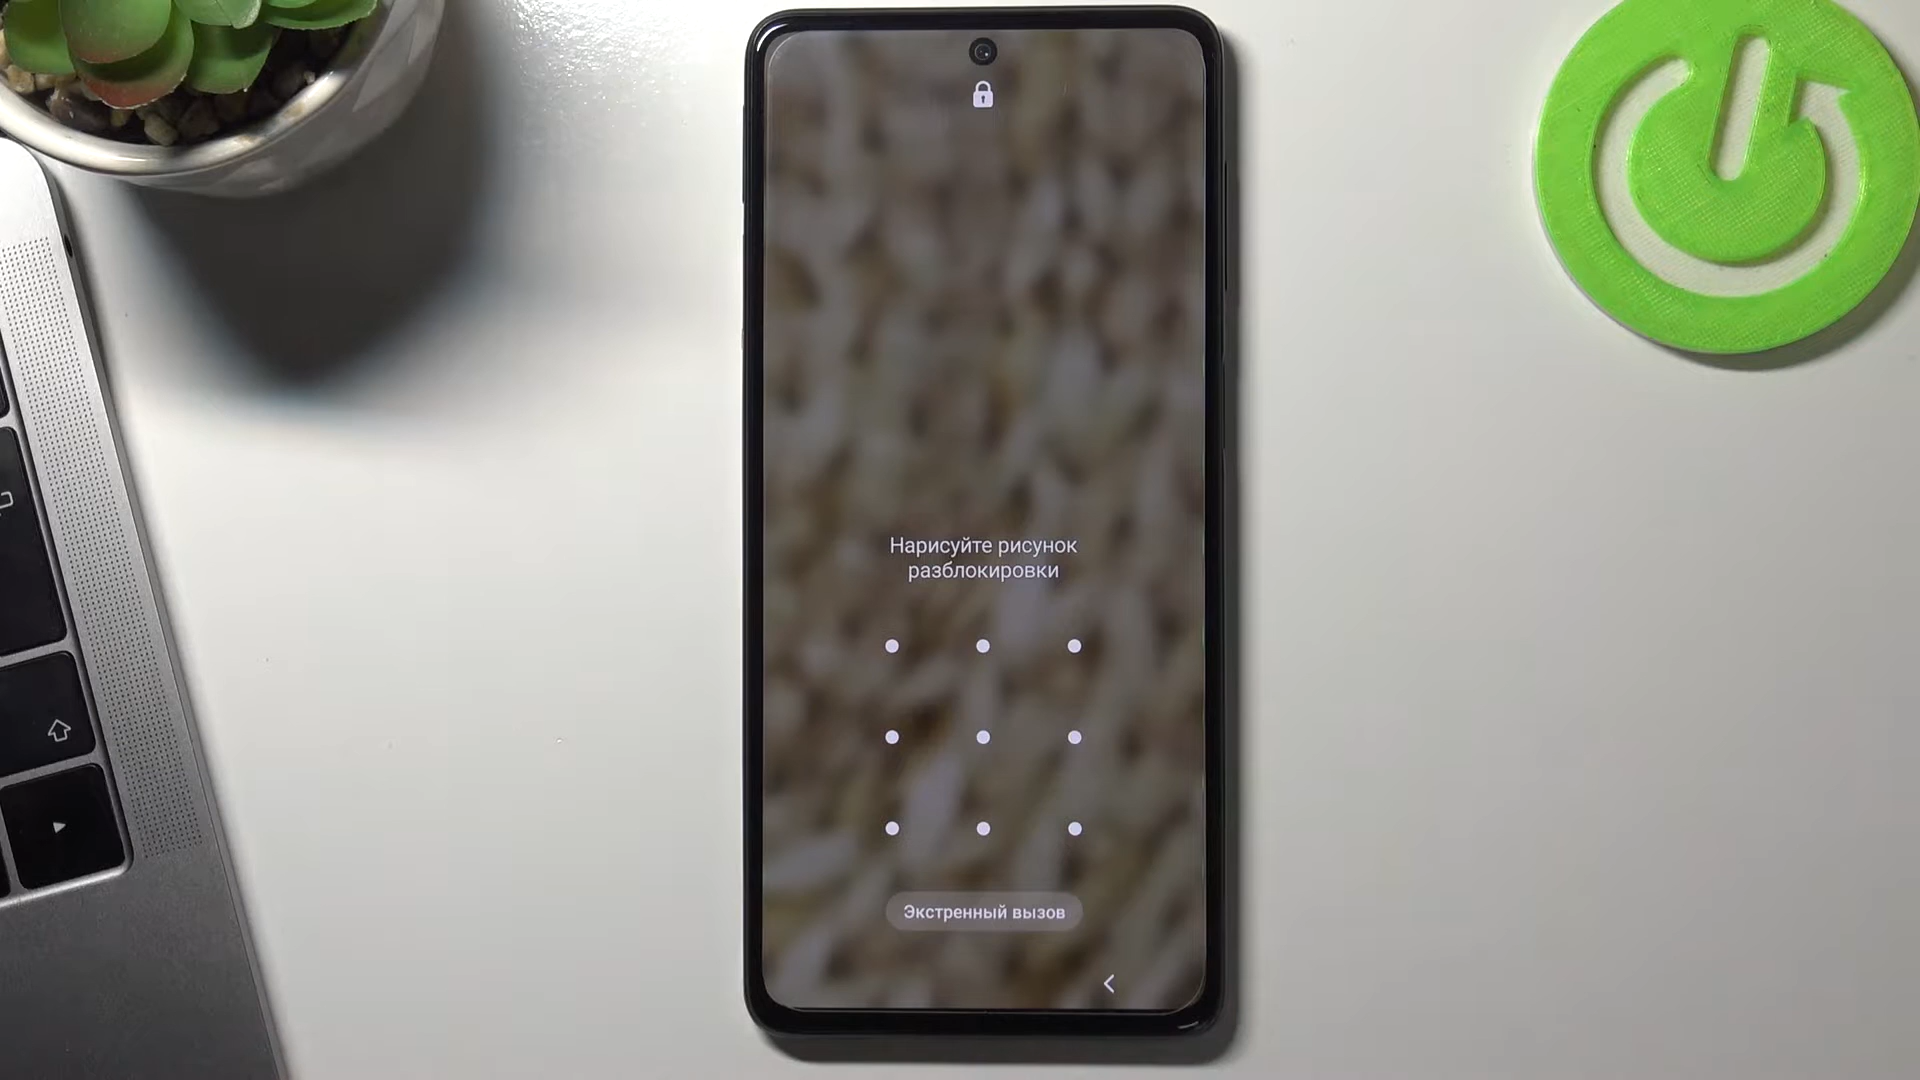 Нарисуйте рисунок
разблокировки
Экстренный вызов